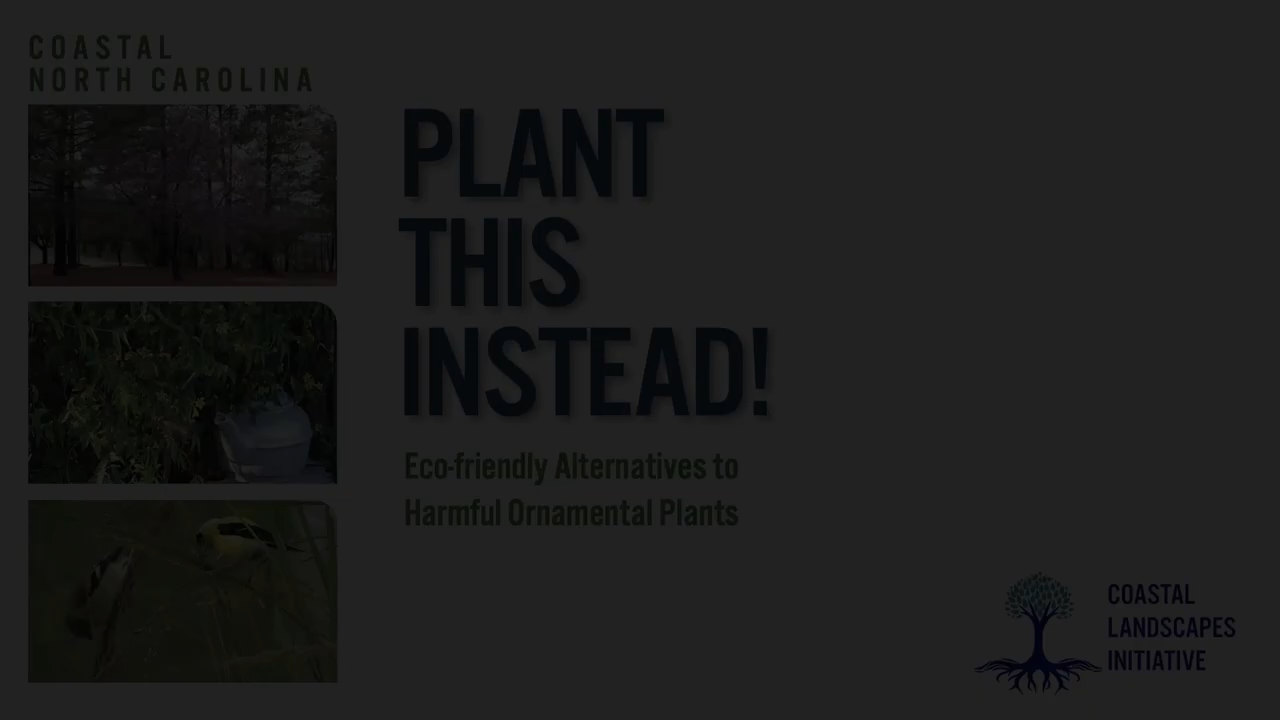 COASTAL
NORTH CAROLINA
PLANT
THIS
INSTEAD!
Eco-friendly Alternatives to
Harmful Ornamental Plants
COASTAL
LANDSCAPES
INITIATIVE